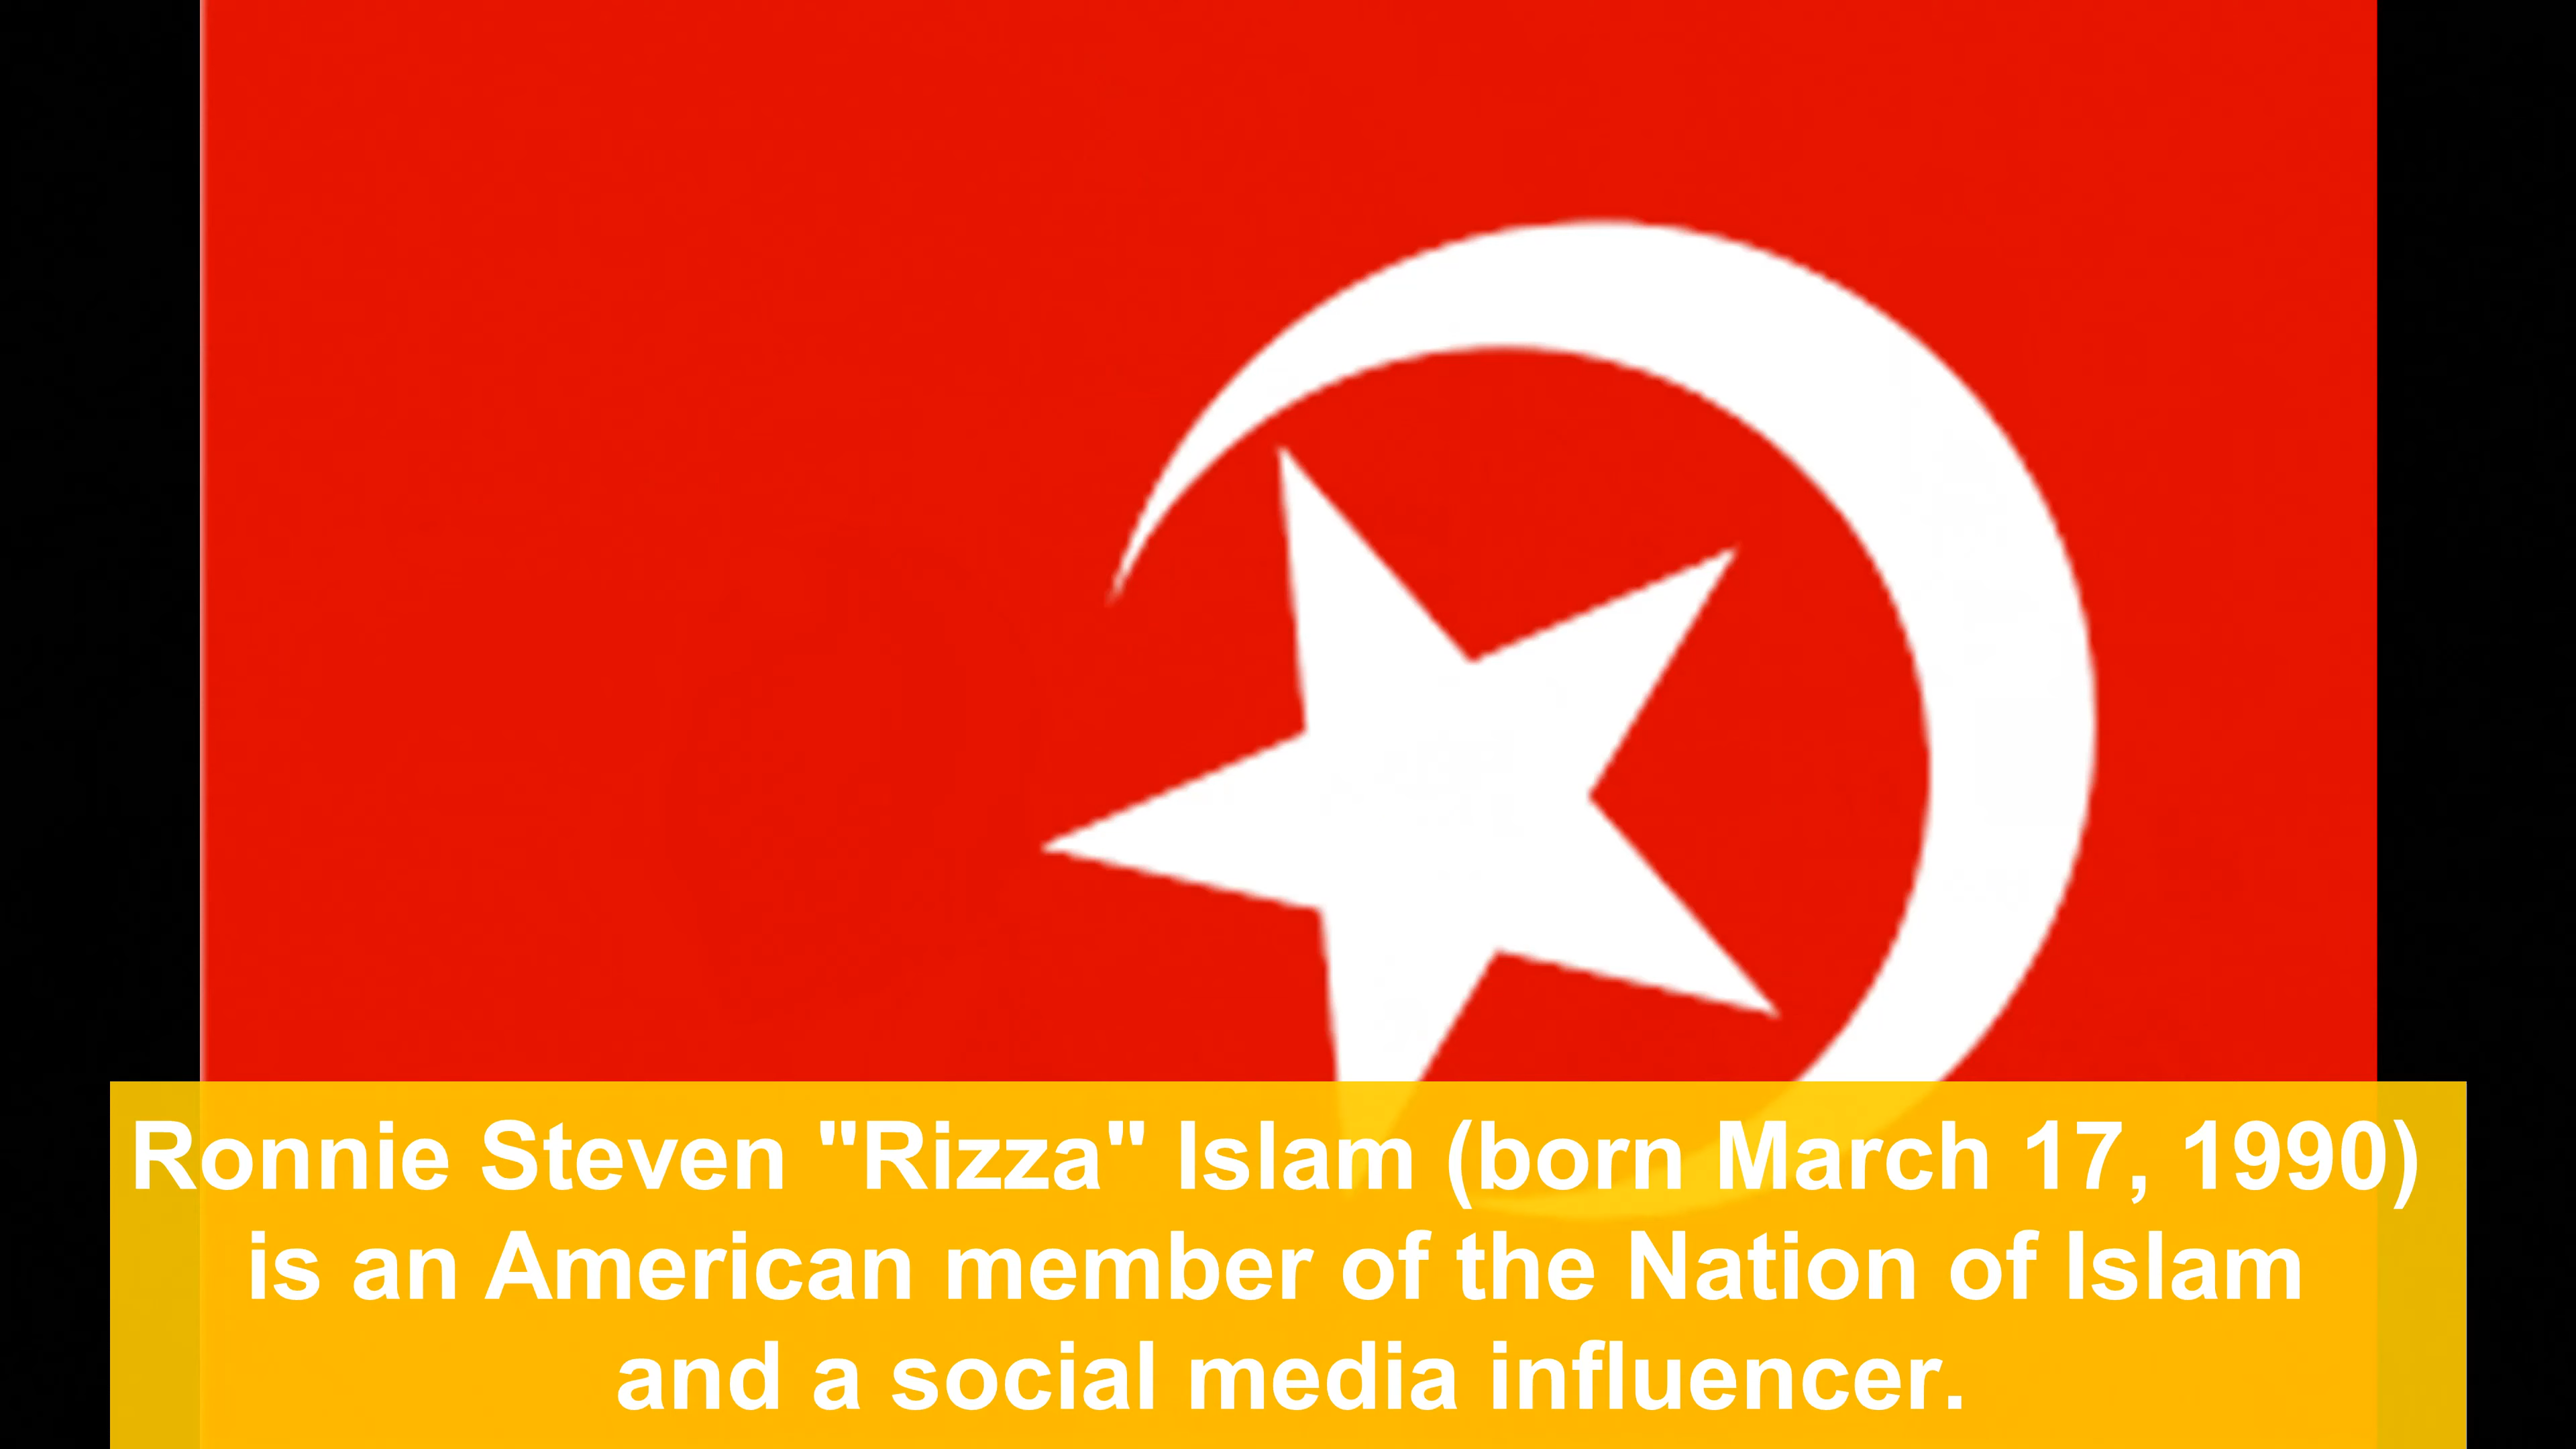 Ronnie Steven "Rizza" Islam (born March 17, 1990)
is an American member of the Nation of Islam
and a social media influencer.